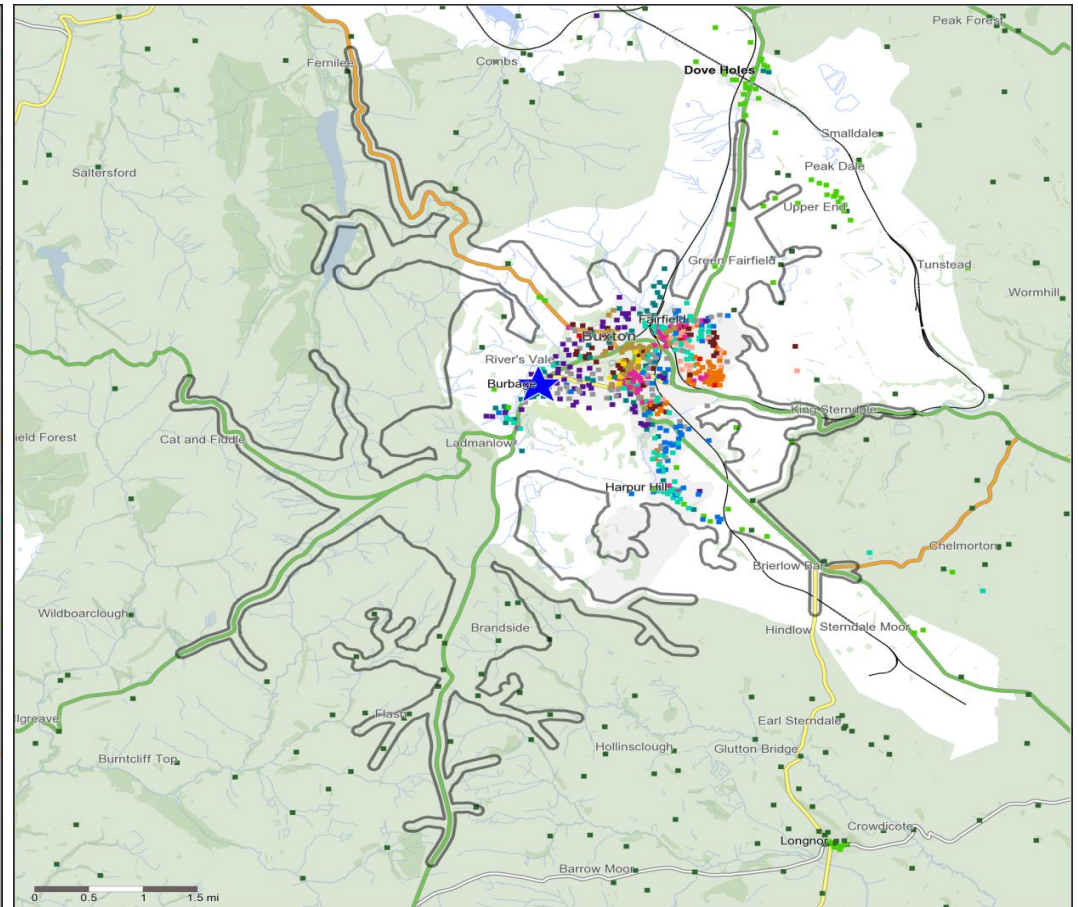 Peak Forest
Fernilee
Combs
Dove Holes
Smalldale
Peak Dale
Saltersford
Upper End
Green Fairfield
Tunstead
Wormhill
Fairfield
Buxton
River's Vale
Burbage
King Sterndale
ield Forest
Cat and Fiddle
Ladmanlow
Harpur Hill
Chelmorton
Brierlow Bar
Wildboarclough
Brandside
Hindlow
Sterndale Moor
lgreave
Flash
Earl Sterndale
Hollinsclough
Glutton Bridge
Burntcliff Top
Crowdicote
Longnor
Barrow Moor
0 0.5 1 1.5 mi